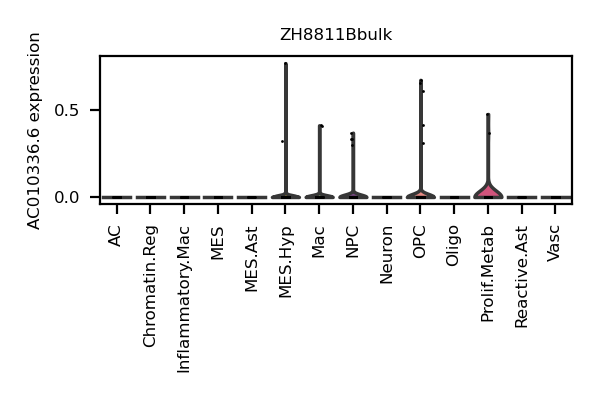 ZH8811Bbulk
AC010336.6 expression
0.5
0.0
AC
Chromatin.Reg
Inflammatory.Mac
MES
MES.Ast
MES.Hyp
Mac
NPC
Neuron
OPC
Oligo
Prolif.Metab
Reactive.Ast
Vasc